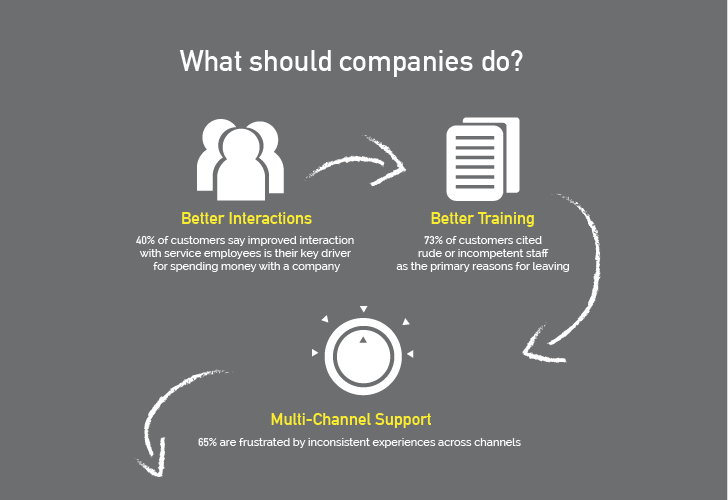 What should companies do?
Better Interactions
40% of customers say improved interaction
with service employees is their key driver
for spending money with a company
Better Training
73% of customers cited
rude or incompetent staff
as the primary reasons for leaving
Multi-Channel Support
65% are frustrated by inconsistent experiences across channels